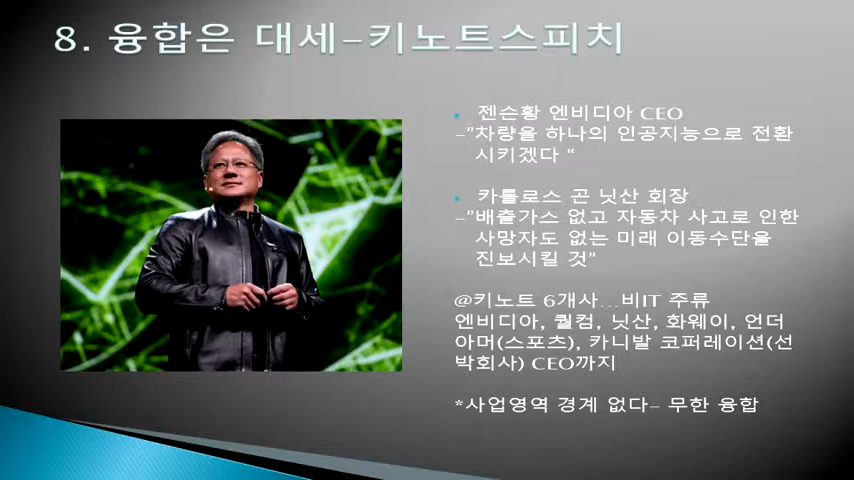 8. 융합은 대세-키노트스피치
젠슨황 엔비디아 CEO
-"차량을 하나의 인공지능으로 전환
시키겠다 "
카를로스 곤 닛산 회장
-"배출가스 없고 자동차 사고로 인한
사망자도 없는 미래 이동수단을
진보시킬 것"
@키노트 6개사...비IT 주류
엔비디아, 퀄컴, 닛산, 화웨이, 언더
아머(스포츠), 카니발 코퍼레이션(선
박회사) CEO까지
*사업영역 경계 없다- 무한 융합